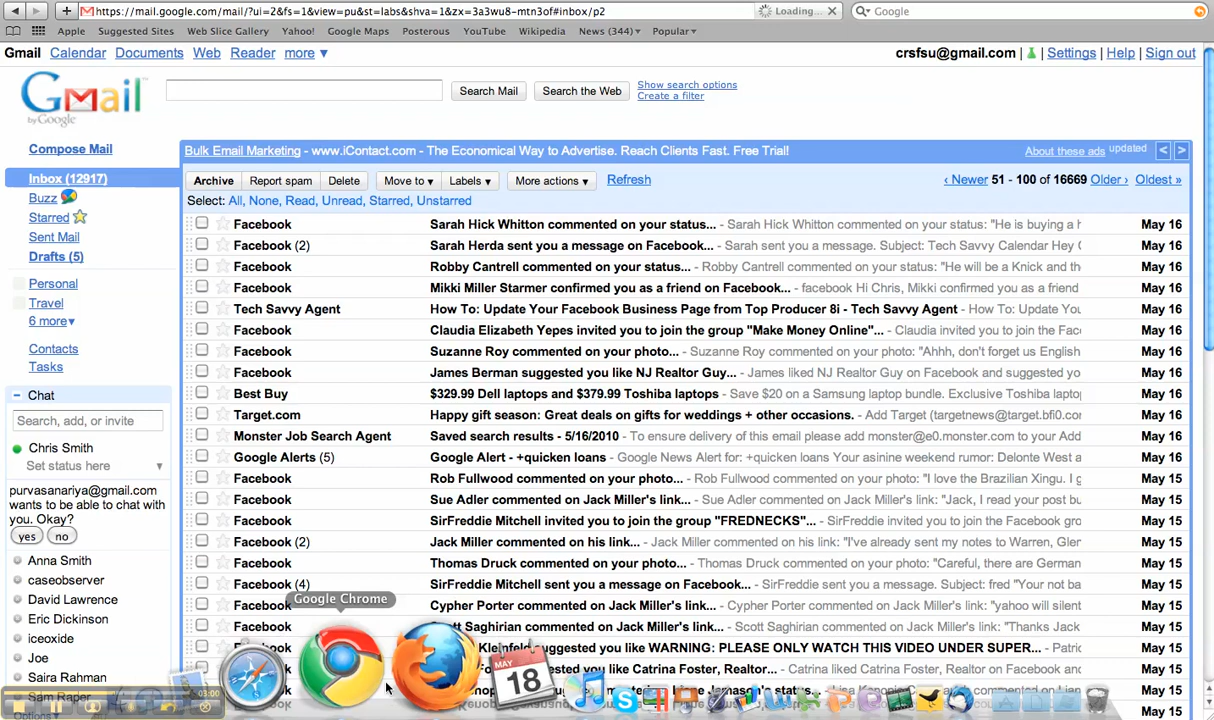 https://mail.google.com/mail/?ui=2&fs=1&view=pu&st=labs&shva=1&zx=3a3wu8-mtn3of#inbox/p2 Loading... Google
Apple Suggested Sites Web Slice Gallery Yahoo! Google Maps Posterous YouTube Wikipedia News (344) Popular
Gmail Calendar Documents Web Reader more crsfsu@gmail.com | Settings | Help | Sign out
Gmail by Google
Search Mail Search the Web Show search options
Create a filter
Compose Mail
Inbox (12917)
Buzz
Starred
Sent Mail
Drafts (5)
Personal
Travel
6 more
Contacts
Tasks
Chat
Search, add, or invite
Chris Smith
Set status here
purvasanariya@gmail.com
wants to be able to chat with
you. Okay?
yes no
Anna Smith
caseobserver
David Lawrence
Eric Dickinson
iceoxide
Joe
Saira Rahman
Sam Raper
Options
Bulk Email Marketing - www.iContact.com - The Economical Way to Advertise. Reach Clients Fast. Free Trial! About these ads updated < >
Archive Report spam Delete Move to Labels More actions Refresh ‹ Newer 51 - 100 of 16669 Older › Oldest »
Select: All, None, Read, Unread, Starred, Unstarred
Facebook Sarah Hick Whitton commented on your status... - Sarah Hick Whitton commented on your status: "He is buying a h May 16
Facebook (2) Sarah Herda sent you a message on Facebook... - Sarah sent you a message. Subject: Tech Savvy Calendar Hey C May 16
Facebook Robby Cantrell commented on your status... - Robby Cantrell commented on your status: "He will be a Knick and the May 16
Facebook Mikki Miller Starmer confirmed you as a friend on Facebook... - facebook Hi Chris, Mikki Miller Starmer confirmed you as a friend May 16
Tech Savvy Agent How To: Update Your Facebook Business Page from Top Producer 8i - Tech Savvy Agent - How To: Update You May 16
Facebook Claudia Elizabeth Yepes invited you to join the group "Make Money Online"... - Claudia invited you to join the Face May 16
Facebook Suzanne Roy commented on your photo... - Suzanne Roy commented on your photo: "Ahhh, don't forget us English May 16
Facebook James Berman suggested you like NJ Realtor Guy... - James Berman suggested you like NJ Realtor Guy on Facebook and suggested yo May 16
Best Buy $329.99 Dell laptops and $379.99 Toshiba laptops - Save $20 on a Samsung laptop bundle. Exclusive Toshiba laptop May 16
Target.com Happy gift season: Great deals on gifts for weddings + other occasions. - Add Target (targetnews@target.bfi0.com May 16
Monster Job Search Agent Saved search results - 5/16/2010 - To ensure delivery of this email please add monster@e0.monster.com to your Add May 16
Google Alerts (5) Google Alert - +quicken loans - Google News Alert for: +quicken loans Your asinine weekend rumor: Delonte West a May 16
Facebook Rob Fullwood commented on your photo... - Rob Fullwood commented on your photo: "I love the Brazilian Xingu. I g May 15
Facebook Sue Adler commented on Jack Miller's link... - Sue Adler commented on Jack Miller's link: "Jack, I read your post bu May 15
Facebook SirFreddie Mitchell invited you to join the group "FREDNECKS"... - SirFreddie invited you to join the Facebook gro May 15
Facebook (2) Jack Miller commented on his link... - Jack Miller commented on his link: "I've already sent my notes to Warren, Glen May 15
Facebook Thomas Druck commented on your photo... - Thomas Druck commented on your photo: "Careful, there are German May 15
Facebook (4) SirFreddie Mitchell sent you a message on Facebook... - SirFreddie sent you a message. Subject: fred "Your not ba May 15
Facebook Cypher Porter commented on Jack Miller's link... - Cypher Porter commented on Jack Miller's link: "yahoo will silent May 15
Google Chrome
Facebook Scott Saghirian commented on Jack Miller's link... - Scott Saghirian commented on Jack Miller's link: "Thanks Jack May 15
Kleinfeld suggested you like WARNING: PLEASE ONLY WATCH THIS VIDEO UNDER SUPER... - Patric May 15
suggested you like Catrina Foster, Realtor... - May 15
May 15
MAY
18
03:00